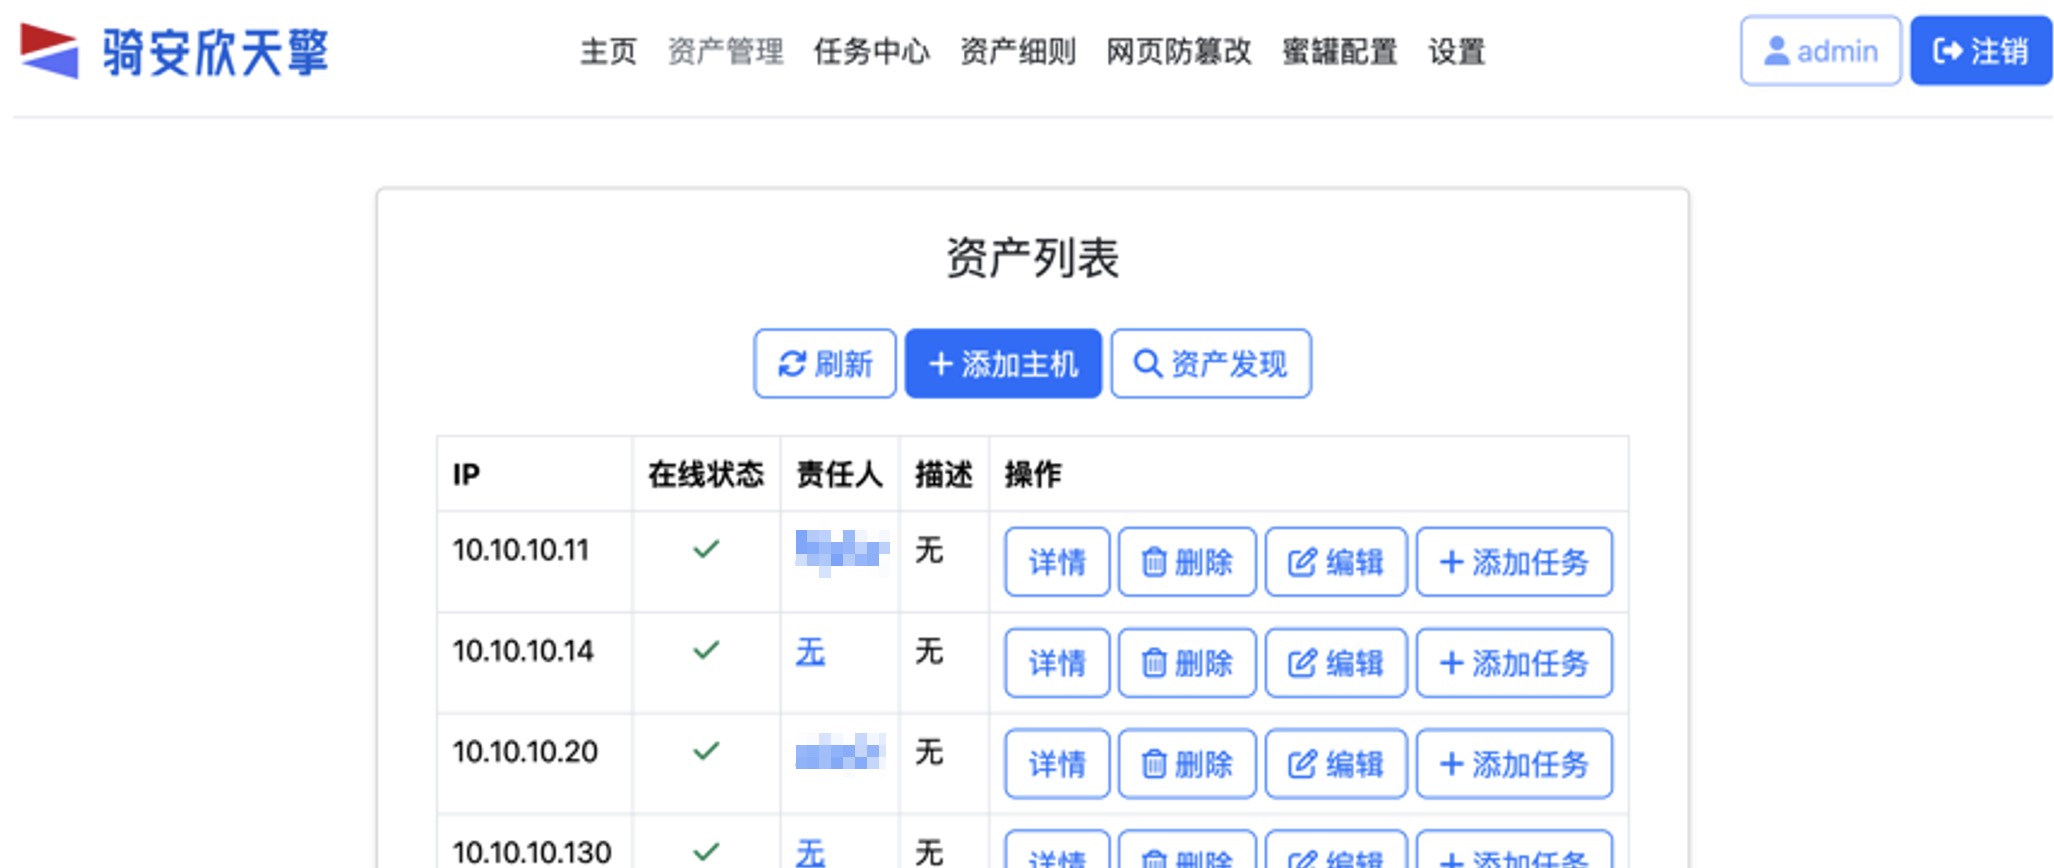 骑安欣天擎 主页 资产管理 任务中心 资产细则 网页防篡改 蜜罐配置 设置 admin 注销
资产列表
刷新 添加主机 资产发现
IP 在线状态 责任人 描述 操作
10.10.10.11 无 详情 删除 编辑 添加任务
10.10.10.14 无 无 详情 删除 编辑 添加任务
10.10.10.20 无 详情 删除 编辑 添加任务
10.10.10.130 无 无 详情 删除 编辑 添加任务